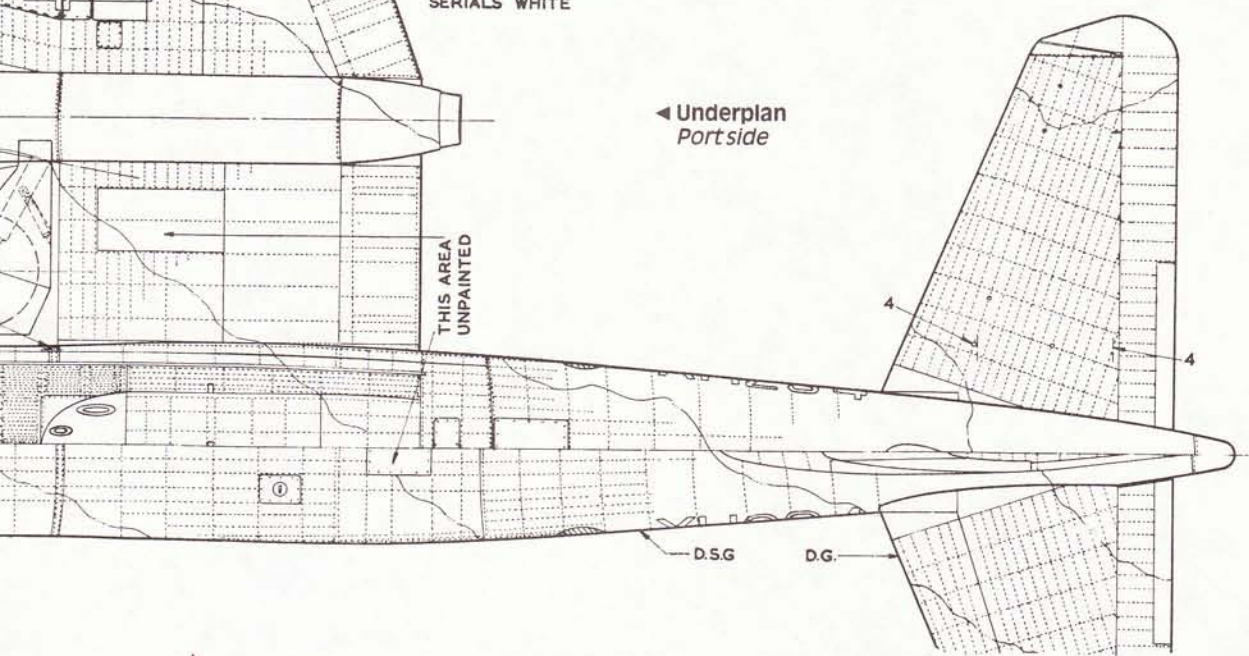 SERIALS WHITE
◄ Underplan
Port side
THIS AREA
UNPAINTED
4
4
D.S.G
D.G.